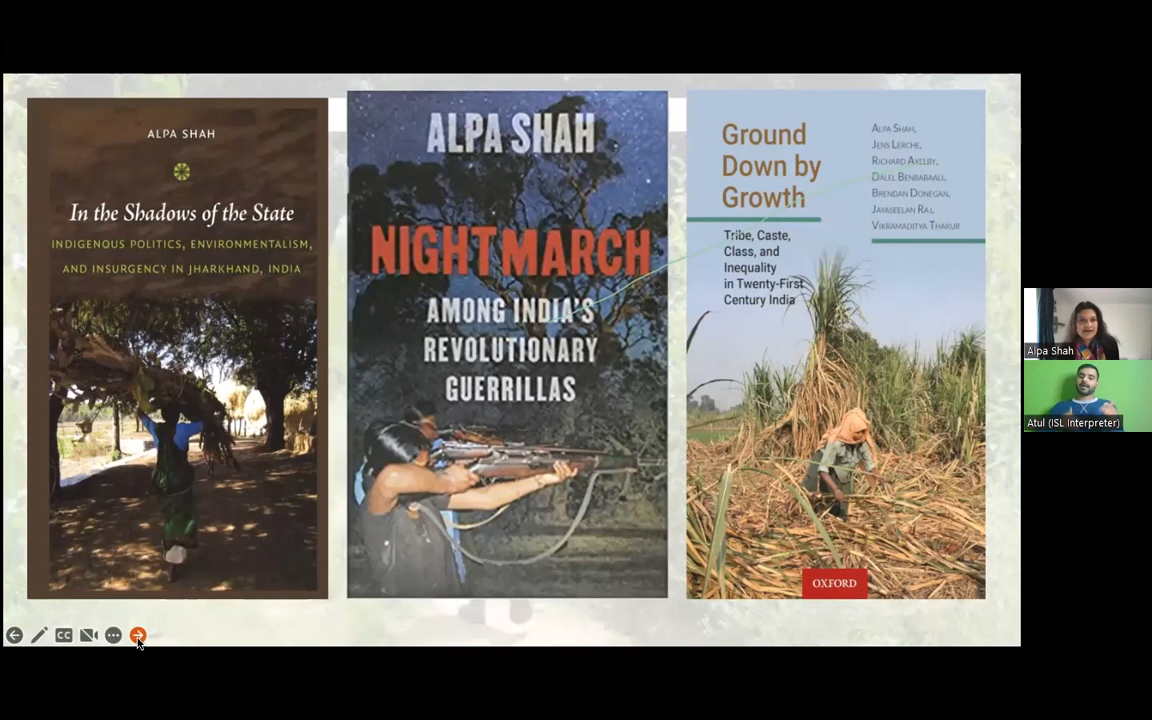 ALPA SHAH
In the Shadows of the State
INDIGENOUS POLITICS, ENVIRONMENTALISM,
AND INSURGENCY IN JHARKHAND, INDIA
ALPA SHAH
NIGHTMARCH
AMONG INDIA'S
REVOLUTIONARY
GUERRILLAS
Ground
Down by
Growth
Tribe, Caste,
Class, and
Inequality
in Twenty-First
Century India
ALPA SHAH,
JENS LERCHE,
RICHARD AXELBY,
DALEL BENBABAALI,
BRENDAN DONEGAN,
JAYASEELAN RAJ,
VIKRAMADITYA THAKUR
OXFORD
CC
Alpa Shah
Atul (ISL Interpreter)